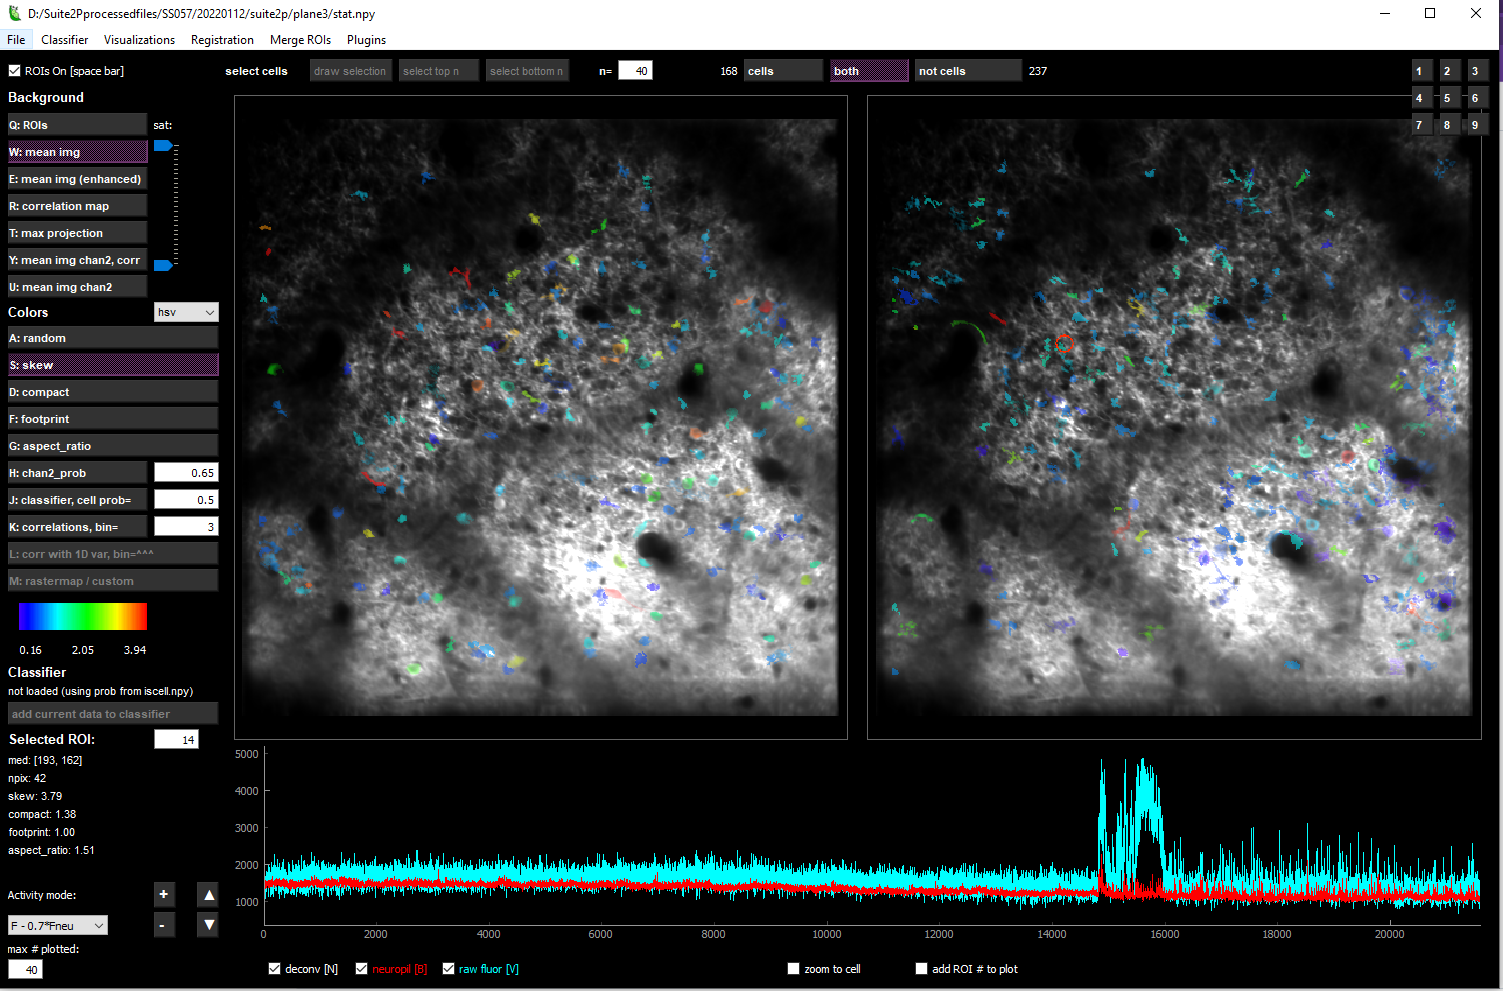 D:/Suite2Pprocessedfiles/SS057/20220112/suite2p/plane3/stat.npy
File Classifier Visualizations Registration Merge ROIs Plugins
ROIs On [space bar] select cells draw selection select top n select bottom n n= 40 168 cells both not cells 237 1 2 3
Background 4 5 6
Q: ROIs sat: 7 8 9
W: mean img
E: mean img (enhanced)
R: correlation map
T: max projection
Y: mean img chan2, corr
U: mean img chan2
Colors hsv
A: random
S: skew
D: compact
F: footprint
G: aspect_ratio
H: chan2_prob 0.65
J: classifier, cell prob= 0.5
K: correlations, bin= 3
L: corr with 1D var, bin=^^^
M: rastermap / custom
0.16 2.05 3.94
Classifier
not loaded (using prob from iscell.npy)
add current data to classifier
Selected ROI: 14
med: [193, 162]
npix: 42
skew: 3.79
compact: 1.38
footprint: 1.00
aspect_ratio: 1.51
Activity mode: + ▲
F - 0.7*Fneu - ▼
max # plotted:
40
5000
4000
3000
2000
1000
0 2000 4000 6000 8000 10000 12000 14000 16000 18000 20000
deconv [N] neuropil [B] raw fluor [V] zoom to cell add ROI # to plot